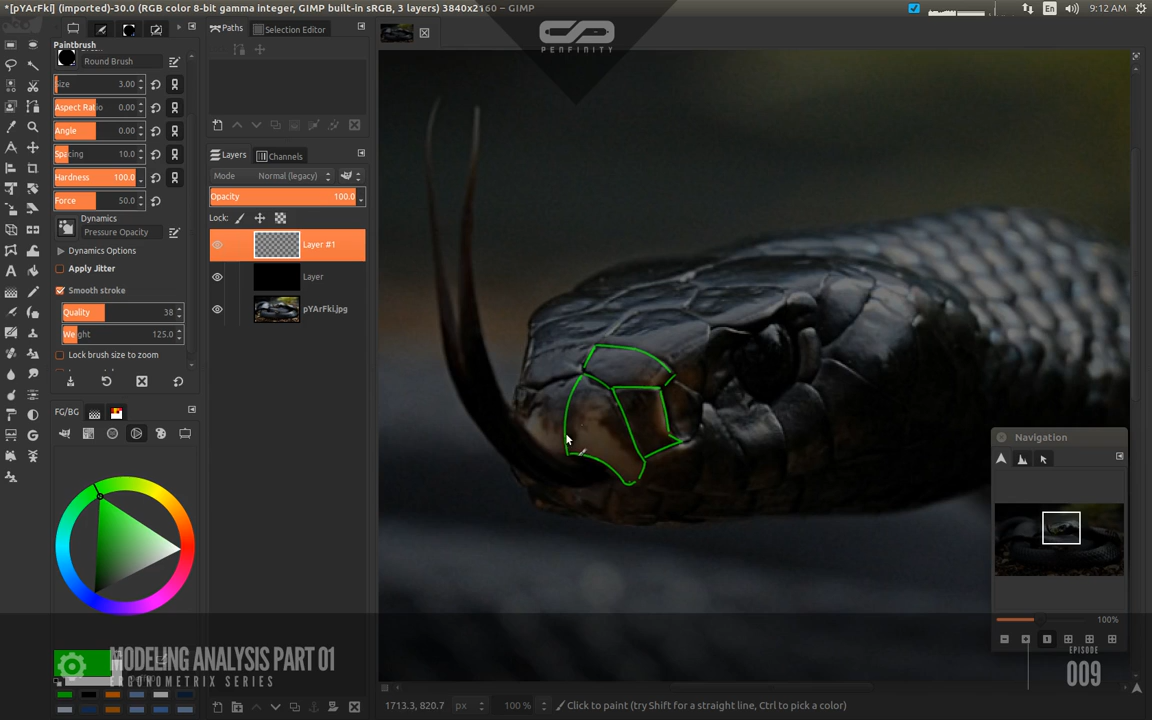 *[pYArFki] (imported)-30.0 (RGB color 8-bit gamma integer, GIMP built-in sRGB, 3 layers) 3840x2160 – GIMP
En
9:12 AM
PENFINITY
Paintbrush
Round Brush
Size 3.00
Aspect Ratio 0.00
Angle 0.00
Spacing 10.0
Hardness 100.0
Force 50.0
Dynamics
Pressure Opacity
Dynamics Options
Apply Jitter
Smooth stroke
Quality 38
Weight 125.0
Lock brush size to zoom
FG/BG
Paths
Selection Editor
Layers
Channels
Mode Normal (legacy)
Opacity 100.0
Lock:
Layer #1
Layer
pYArFki.jpg
Navigation
100%
MODELING ANALYSIS PART 01
ERGONOMETRIX SERIES
EPISODE
009
1713.3, 820.7 px 100 % Click to paint (try Shift for a straight line, Ctrl to pick a color)